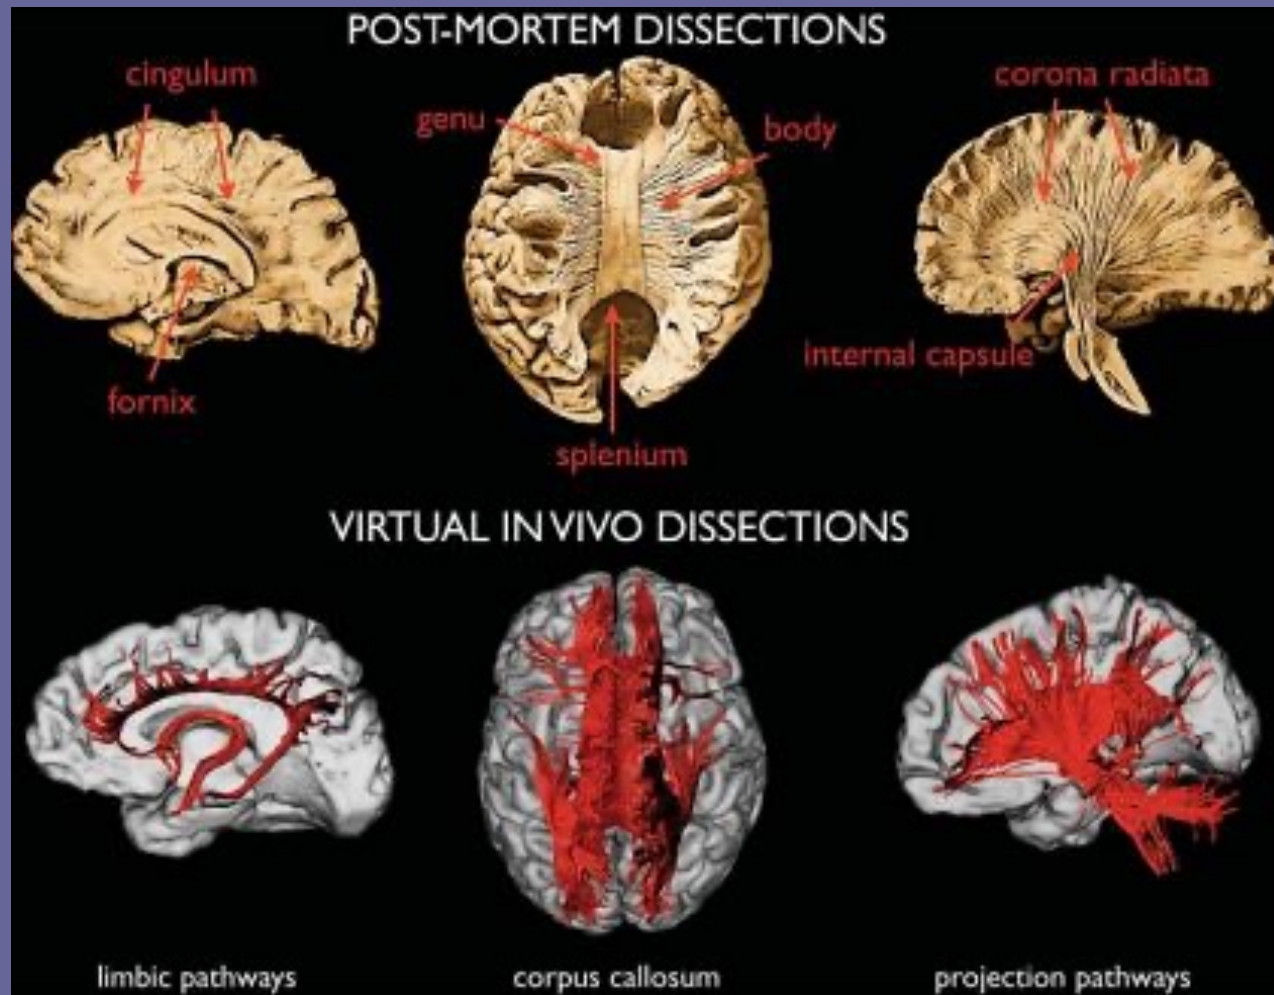 POST-MORTEM DISSECTIONS
cingulum
corona radiata
genu
body
internal capsule
fornix
splenium
VIRTUAL IN VIVO DISSECTIONS
limbic pathways
corpus callosum
projection pathways